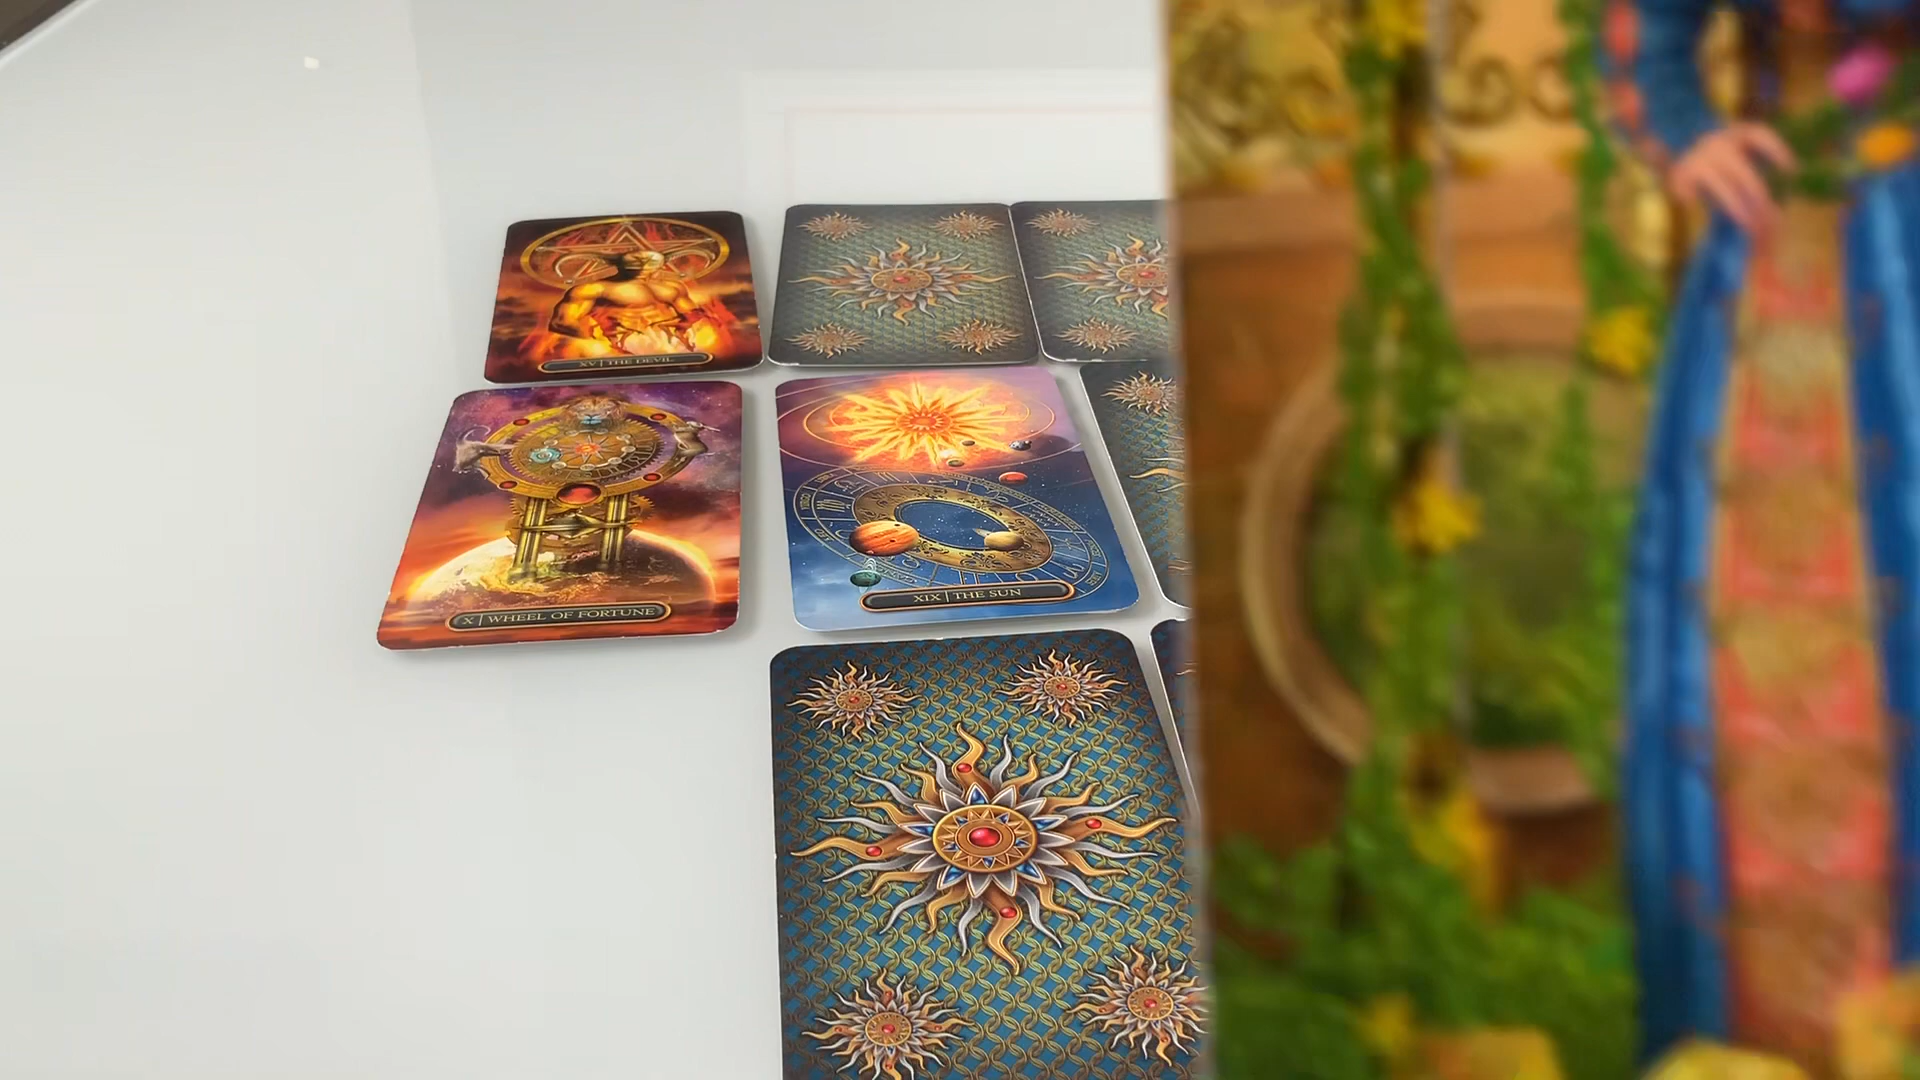 XV | THE DEVIL
X | WHEEL OF FORTUNE
XIX | THE SUN